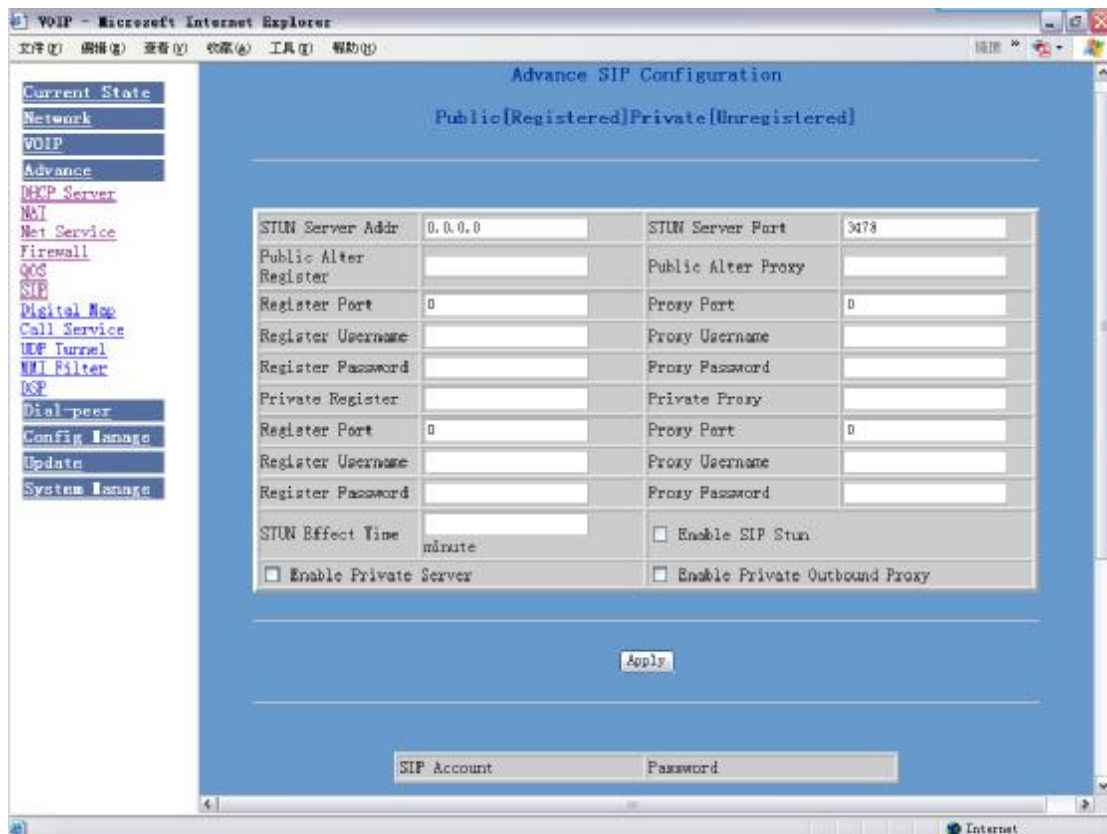 VOIP - Microsoft Internet Explorer
文件(F) 编辑(E) 查看(V) 收藏(A) 工具(T) 帮助(H) 链接 »
Current State
Network
VOIP
Advance
DHCP Server
NAT
Net Service
Firewall
QOS
SIP
Digital Map
Call Service
UDP Tunnel
MMI Filter
DSP
Dial-peer
Config Manage
Update
System Manage
Advance SIP Configuration
Public[Registered]Private[Unregistered]
STUN Server Addr 0.0.0.0 STUN Server Port 3478
Public Alter Register Public Alter Proxy
Register Port 0 Proxy Port 0
Register Username Proxy Username
Register Password Proxy Password
Private Register Private Proxy
Register Port 0 Proxy Port 0
Register Username Proxy Username
Register Password Proxy Password
STUN Effect Time minute Enable SIP Stun
Enable Private Server Enable Private Outbound Proxy
Apply
SIP Account Password
Internet